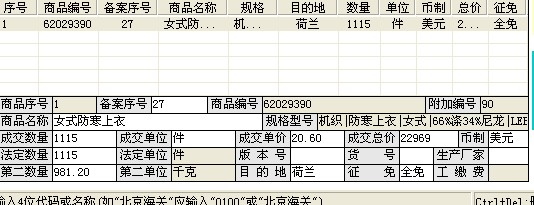 序号 商品编号 备案序号 商品名称 规格 目的地 数量 单位 币制 总价 征免
1 62029390 27 女式防... 机... 荷兰 1115 件 美元 2... 全免
商品序号 1 备案序号 27 商品编号 62029390 附加编号 90
商品名称 女式防寒上衣 规格型号 机织|防寒上衣|女式|66%涤34%尼龙|LEE
成交数量 1115 成交单位 件 成交单价 20.60 成交总价 22969 币制 美元
法定数量 1115 法定单位 件 版本号 货号 生产厂家
第二数量 981.20 第二单位 千克 目的地 荷兰 征免 全免 工缴费
输入4位代码或名称(如"北京海关"应输入"0100"或"北京海关") Ctrl+Del: